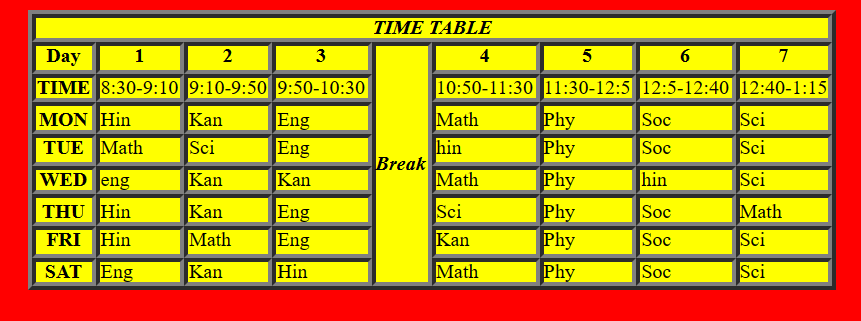 TIME TABLE
Day 1 2 3 4 5 6 7
TIME 8:30-9:10 9:10-9:50 9:50-10:30 10:50-11:30 11:30-12:5 12:5-12:40 12:40-1:15
MON Hin Kan Eng Math Phy Soc Sci
TUE Math Sci Eng hin Phy Soc Sci
Break
WED eng Kan Kan Math Phy hin Sci
THU Hin Kan Eng Sci Phy Soc Math
FRI Hin Math Eng Kan Phy Soc Sci
SAT Eng Kan Hin Math Phy Soc Sci